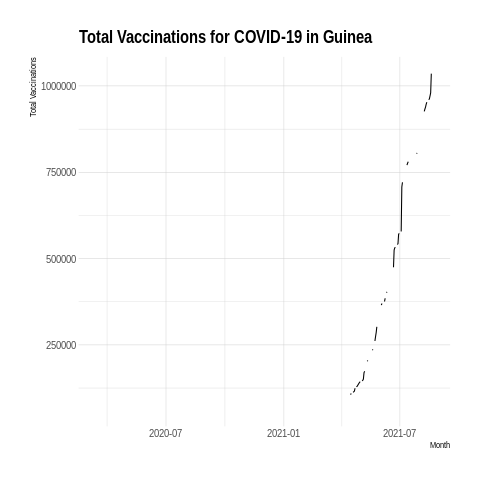 Total Vaccinations for COVID-19 in Guinea
Total Vaccinations
1000000
750000
500000
250000
2020-07 2021-01 2021-07
Month